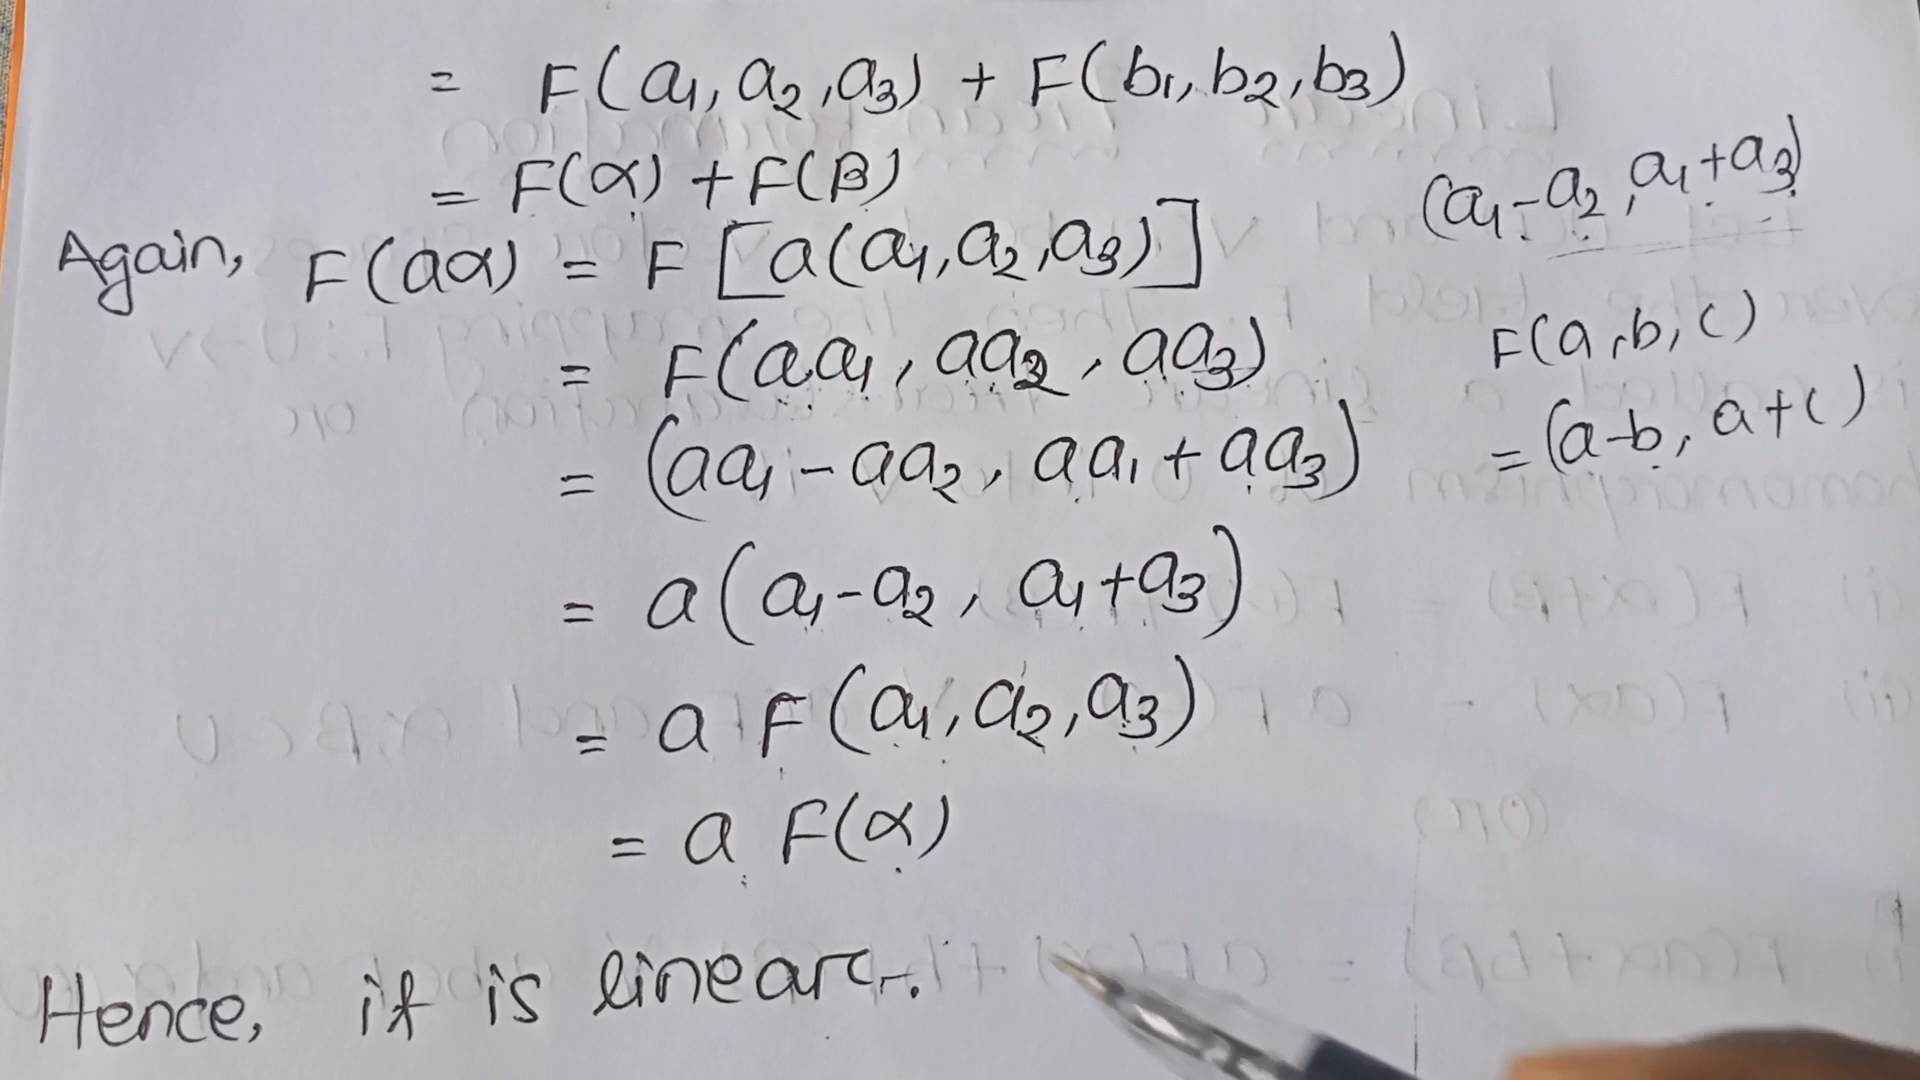 = F(a₁, a₂, a₃) + F(b₁, b₂, b₃)
= F(α) + F(β)
(a₁-a₂, a₁+a₃)
Again, F(aα) = F[a(a₁, a₂, a₃)]
= F(aa₁, aa₂, aa₃)
F(a, b, c)
= (aa₁ - aa₂, aa₁ + aa₃)
= (a-b, a+c)
= a(a₁-a₂, a₁+a₃)
= a F(a₁, a₂, a₃)
= a F(α)
Hence, it is linear.